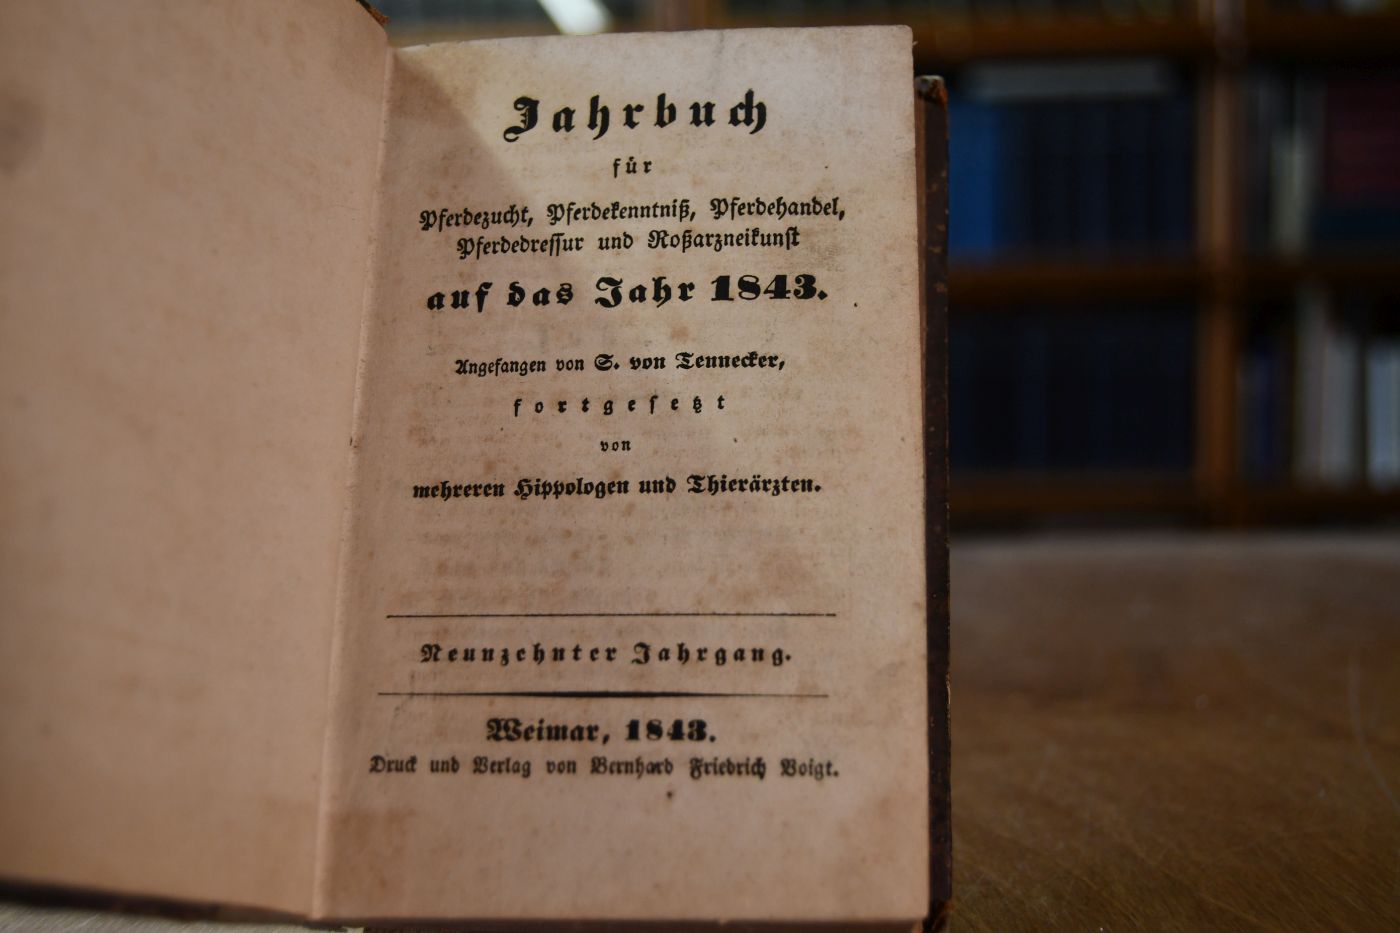 Jahrbuch
für
Pferdezucht, Pferdekenntniß, Pferdehandel,
Pferdedressur und Roßarzneikunst
auf das Jahr 1843.
Angefangen von S. von Tennecker,
fortgesetzt
von
mehreren Hippologen und Thierärzten.
Neunzehnter Jahrgang.
Weimar, 1843.
Druck und Verlag von Bernhard Friedrich Voigt.